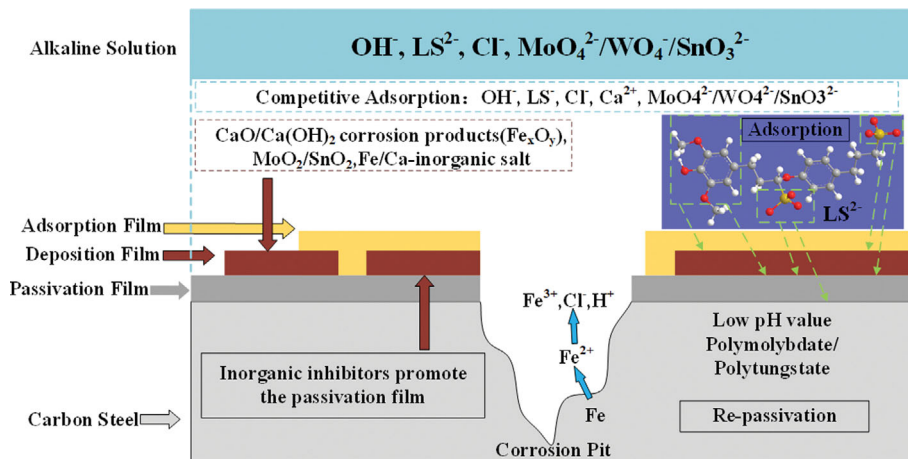 Alkaline Solution
OH⁻, LS²⁻, Cl⁻, MoO₄²⁻/WO₄⁻/SnO₃²⁻
Competitive Adsorption: OH⁻, LS⁻, Cl⁻, Ca²⁺, MoO4²⁻/WO4²⁻/SnO3²⁻
CaO/Ca(OH)₂ corrosion products(FeₓOᵧ),
MoO₂/SnO₂,Fe/Ca-inorganic salt
Adsorption
LS²⁻
Adsorption Film
Deposition Film
Passivation Film
Fe³⁺,Cl⁻,H⁺
Fe²⁺
Fe
Low pH value
Polymolybdate/
Polytungstate
Inorganic inhibitors promote
the passivation film
Re-passivation
Carbon Steel
Corrosion Pit